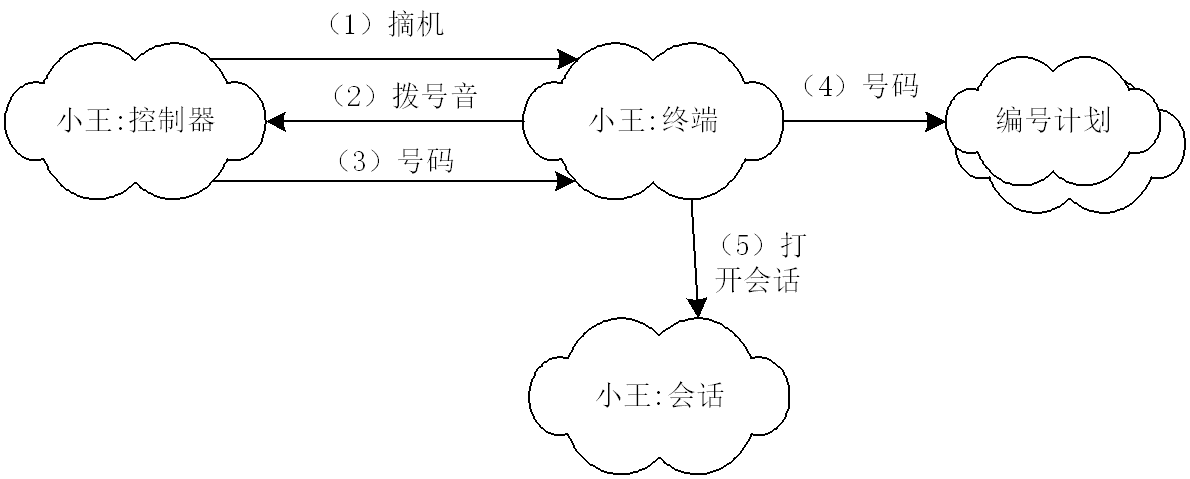 （1）摘机
小王:控制器
（2）拨号音
（3）号码
小王:终端
（4）号码
编号计划
（5）打
开会话
小王:会话